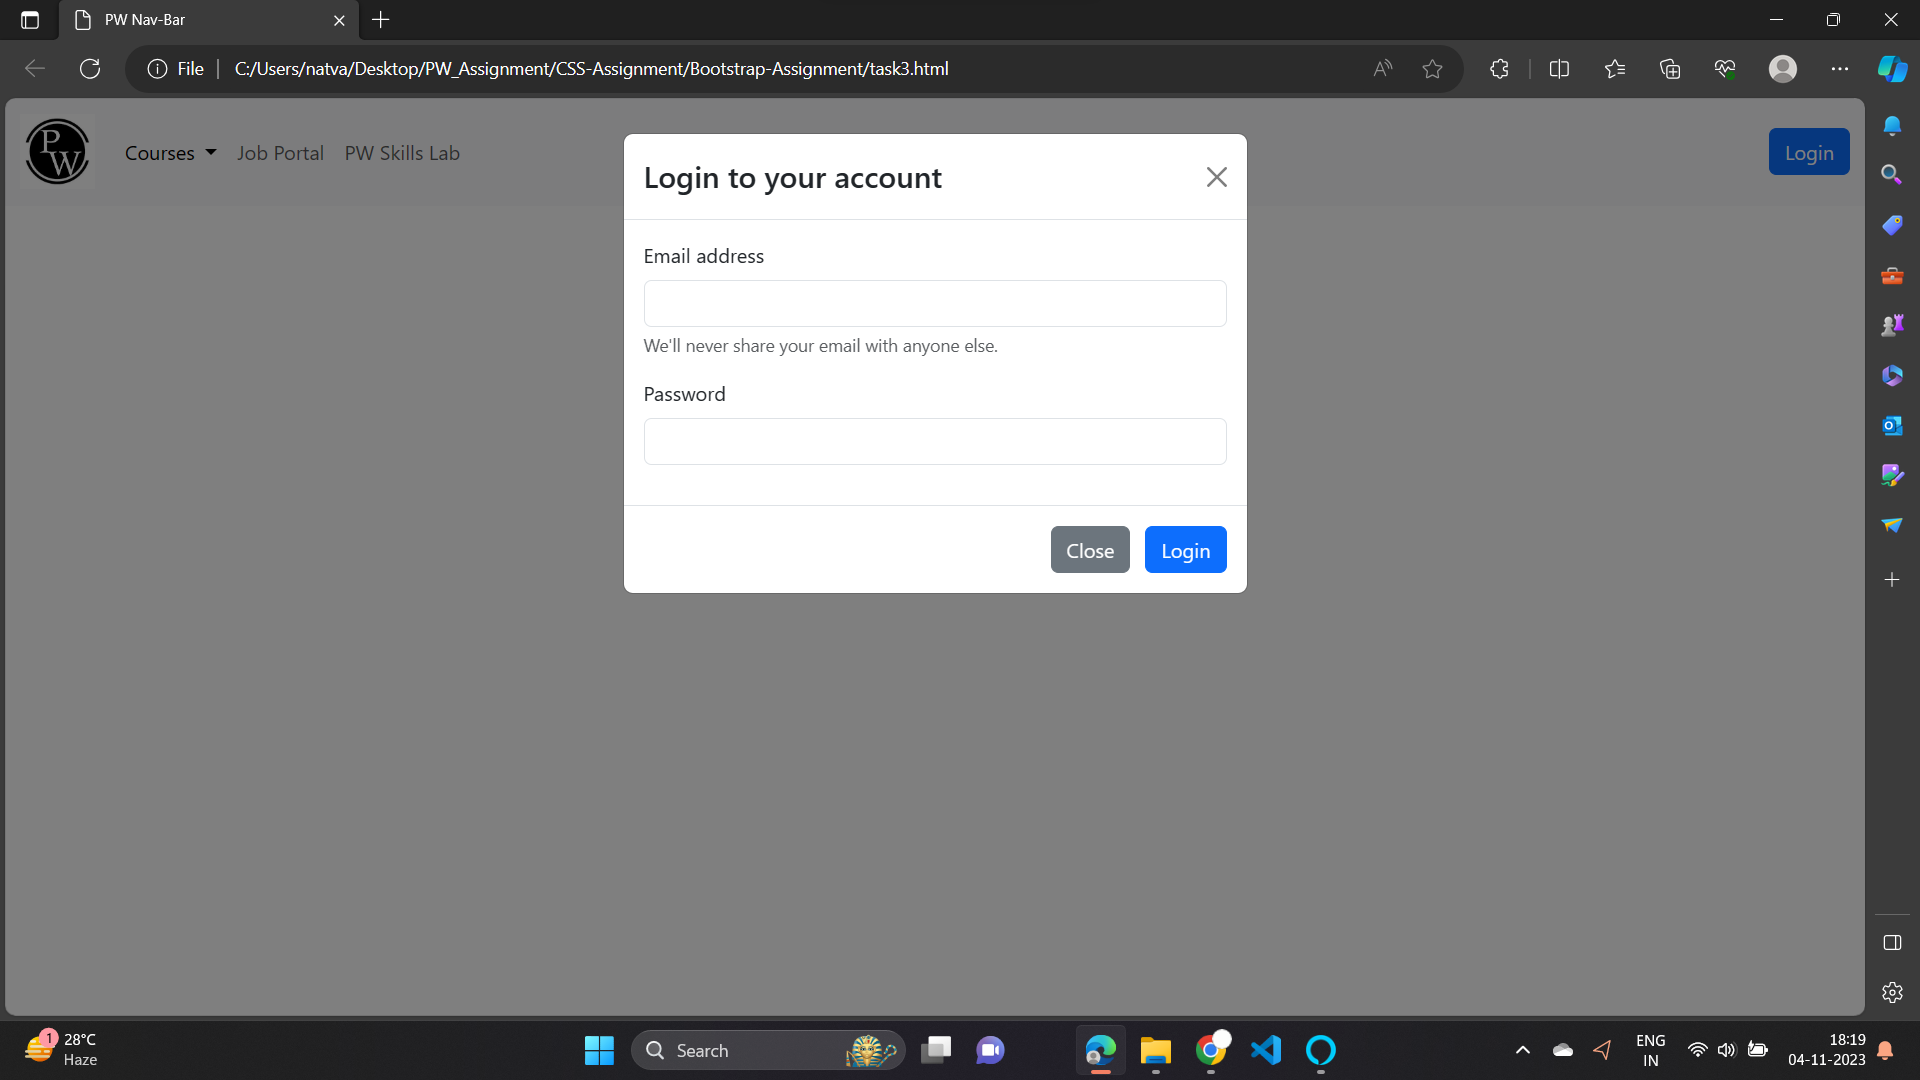 PW Nav-Bar
File
C:/Users/natva/Desktop/PW_Assignment/CSS-Assignment/Bootstrap-Assignment/task3.html
PW
Courses Job Portal PW Skills Lab
Login
Login to your account
Email address
We'll never share your email with anyone else.
Password
Close Login
1
28°C
Haze
Search
ENG
IN
18:19
04-11-2023